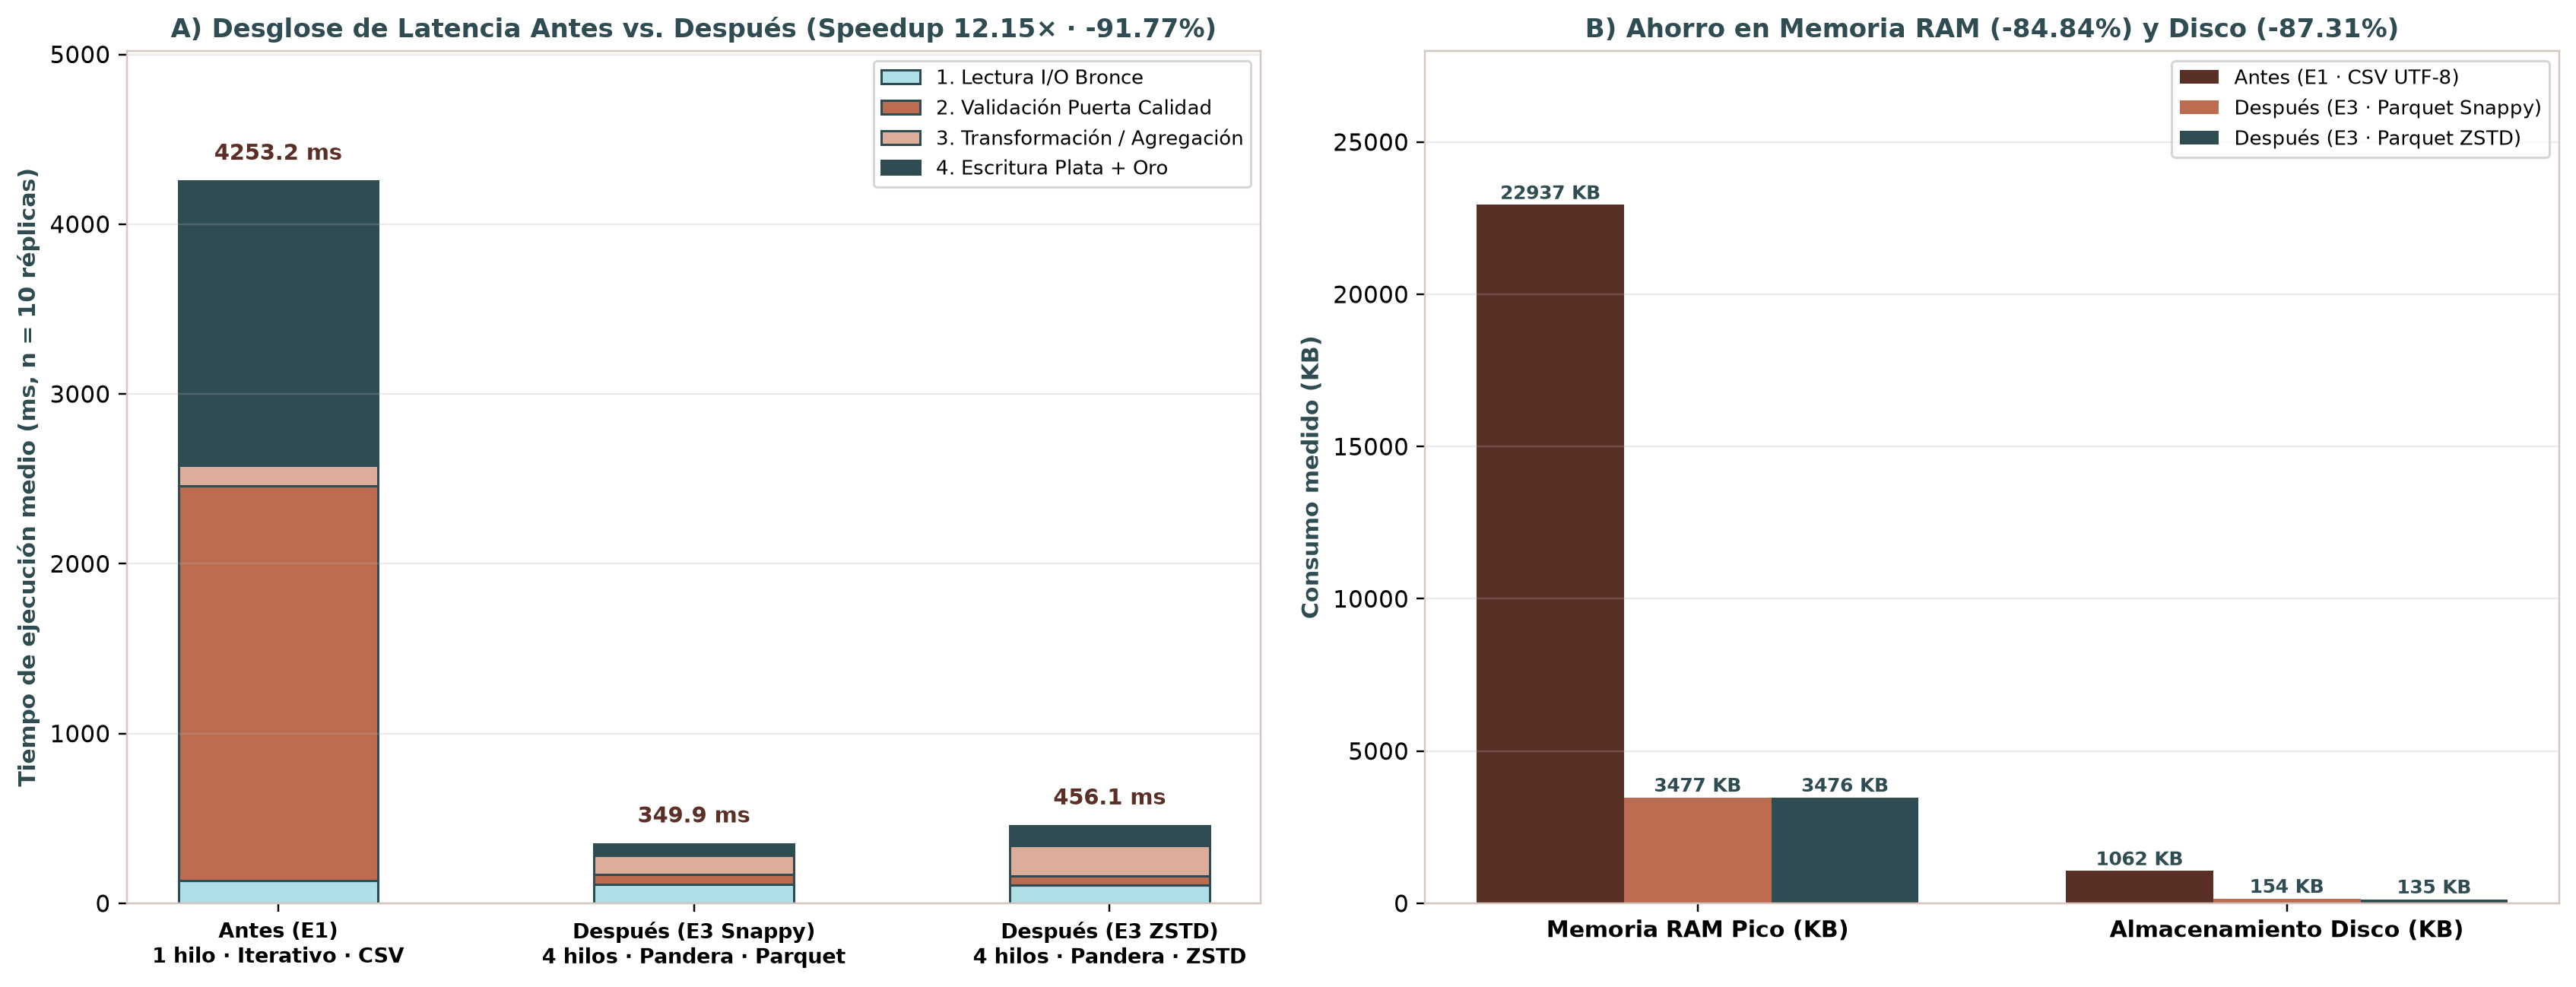 A) Desglose de Latencia Antes vs. Después (Speedup 12.15× · -91.77%)
Tiempo de ejecución medio (ms, n = 10 réplicas)
5000
4000
3000
2000
1000
0
1. Lectura I/O Bronce
2. Validación Puerta Calidad
3. Transformación / Agregación
4. Escritura Plata + Oro
4253.2 ms
349.9 ms
456.1 ms
Antes (E1)
1 hilo · Iterativo · CSV
Después (E3 Snappy)
4 hilos · Pandera · Parquet
Después (E3 ZSTD)
4 hilos · Pandera · ZSTD
B) Ahorro en Memoria RAM (-84.84%) y Disco (-87.31%)
Consumo medido (KB)
25000
20000
15000
10000
5000
0
Antes (E1 · CSV UTF-8)
Después (E3 · Parquet Snappy)
Después (E3 · Parquet ZSTD)
22937 KB
3477 KB
3476 KB
1062 KB
154 KB
135 KB
Memoria RAM Pico (KB)
Almacenamiento Disco (KB)